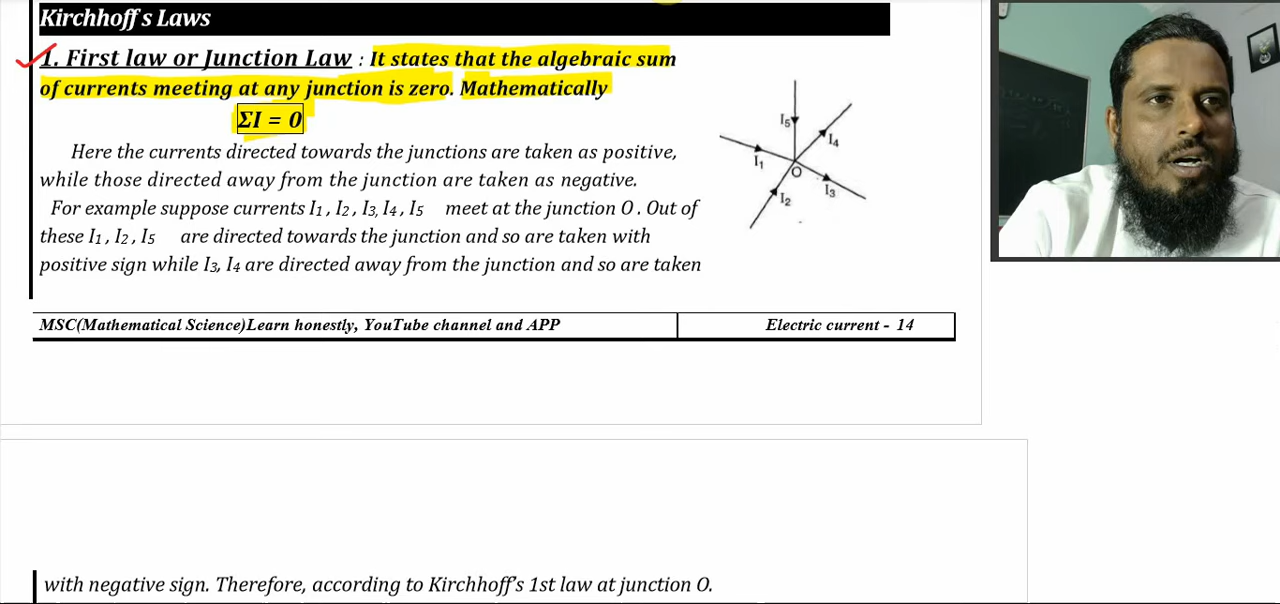 Kirchhoff s Laws
1. First law or Junction Law : It states that the algebraic sum
of currents meeting at any junction is zero. Mathematically
ΣI = 0
Here the currents directed towards the junctions are taken as positive,
while those directed away from the junction are taken as negative.
For example suppose currents I₁ , I₂ , I₃, I₄ , I₅ meet at the junction O . Out of
these I₁ , I₂ , I₅ are directed towards the junction and so are taken with
positive sign while I₃, I₄ are directed away from the junction and so are taken
I₅
I₄
I₁
O
I₃
I₂
MSC(Mathematical Science)Learn honestly, YouTube channel and APP
Electric current - 14
with negative sign. Therefore, according to Kirchhoff's 1st law at junction O.